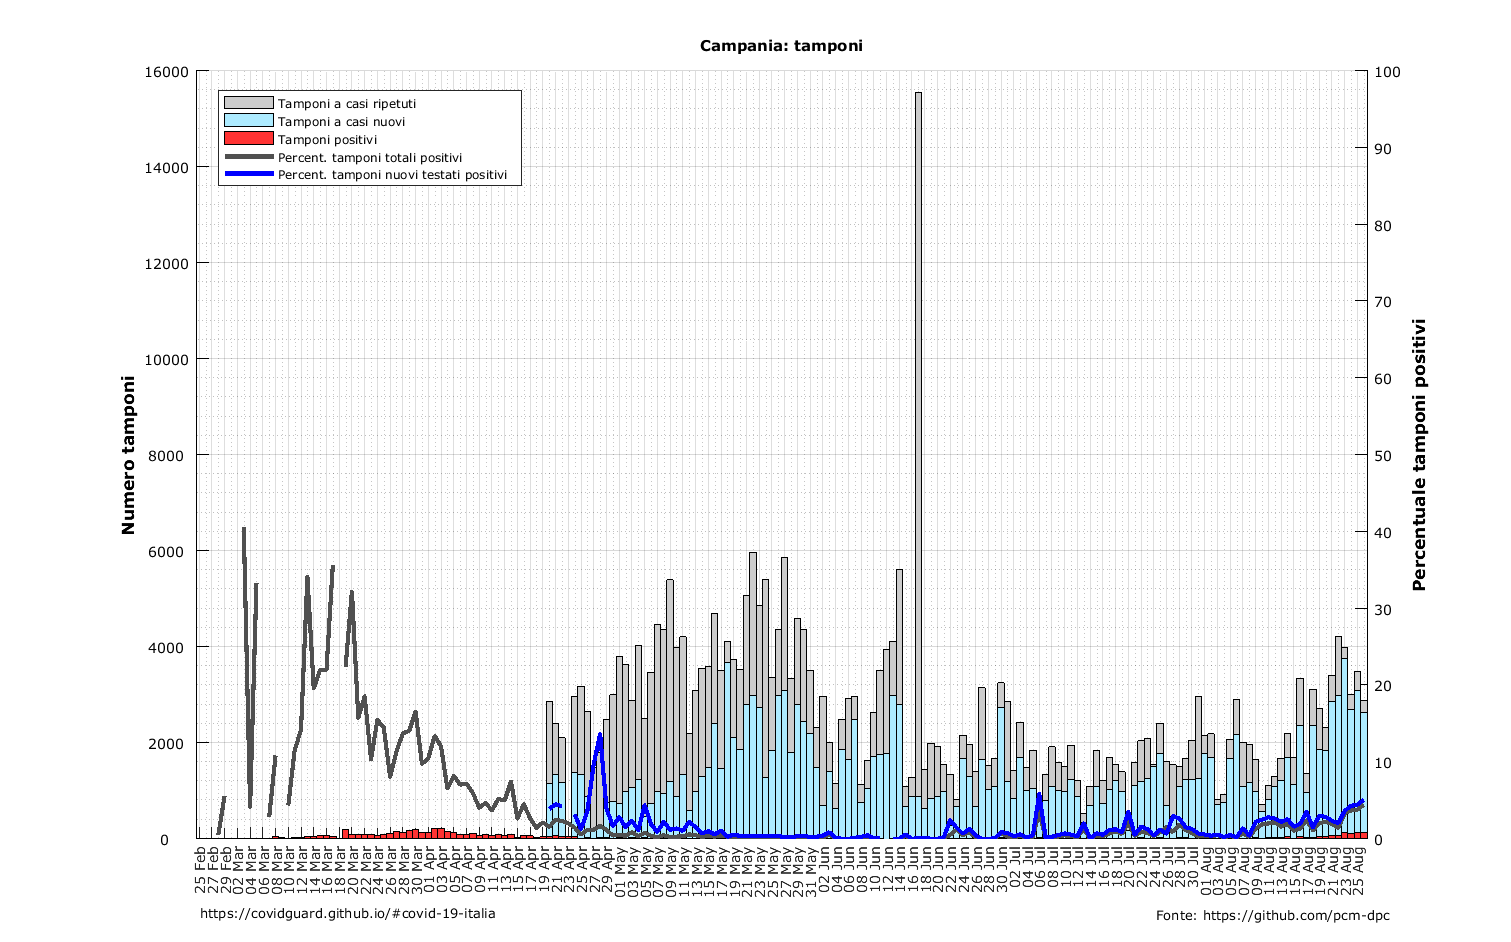 Campania: tamponi
16000
14000
12000
10000
8000
6000
4000
2000
0
Numero tamponi
Tamponi a casi ripetuti
Tamponi a casi nuovi
Tamponi positivi
Percent. tamponi totali positivi
Percent. tamponi nuovi testati positivi
100
90
80
70
60
50
40
30
20
10
0
Percentuale tamponi positivi
25 Feb
27 Feb
29 Feb
02 Mar
04 Mar
06 Mar
08 Mar
10 Mar
12 Mar
14 Mar
16 Mar
18 Mar
20 Mar
22 Mar
24 Mar
26 Mar
28 Mar
30 Mar
01 Apr
03 Apr
05 Apr
07 Apr
09 Apr
11 Apr
13 Apr
15 Apr
17 Apr
19 Apr
21 Apr
23 Apr
25 Apr
27 Apr
29 Apr
01 May
03 May
05 May
07 May
09 May
11 May
13 May
15 May
17 May
19 May
21 May
23 May
25 May
27 May
29 May
31 May
02 Jun
04 Jun
06 Jun
08 Jun
10 Jun
12 Jun
14 Jun
16 Jun
18 Jun
20 Jun
22 Jun
24 Jun
26 Jun
28 Jun
30 Jun
02 Jul
04 Jul
06 Jul
08 Jul
10 Jul
12 Jul
14 Jul
16 Jul
18 Jul
20 Jul
22 Jul
24 Jul
26 Jul
28 Jul
30 Jul
01 Aug
03 Aug
05 Aug
07 Aug
09 Aug
11 Aug
13 Aug
15 Aug
17 Aug
19 Aug
21 Aug
23 Aug
25 Aug
https://covidguard.github.io/#covid-19-italia
Fonte: https://github.com/pcm-dpc